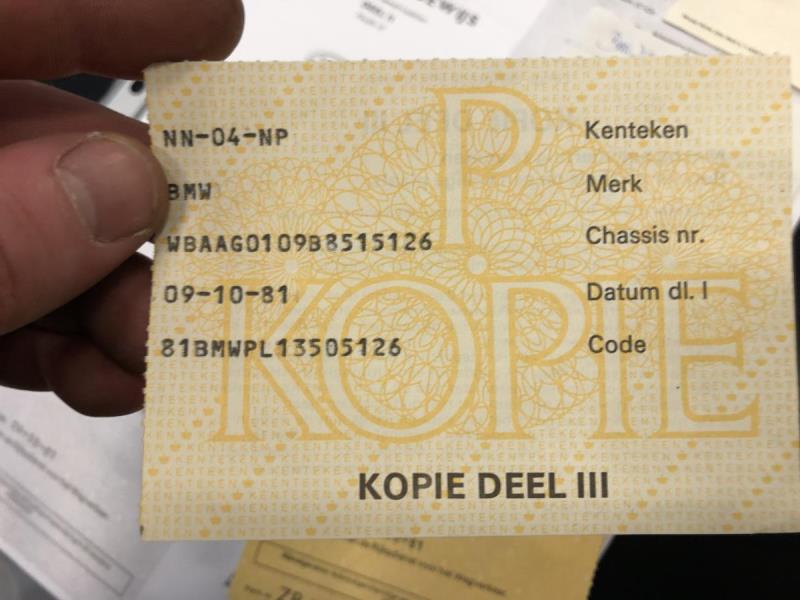 P
NN-04-NP Kenteken
BMW Merk
WBAAG0109B8515126 Chassis nr.
09-10-81 Datum dl. I
81BMWPL13505126 Code
KOPIE
KOPIE DEEL III